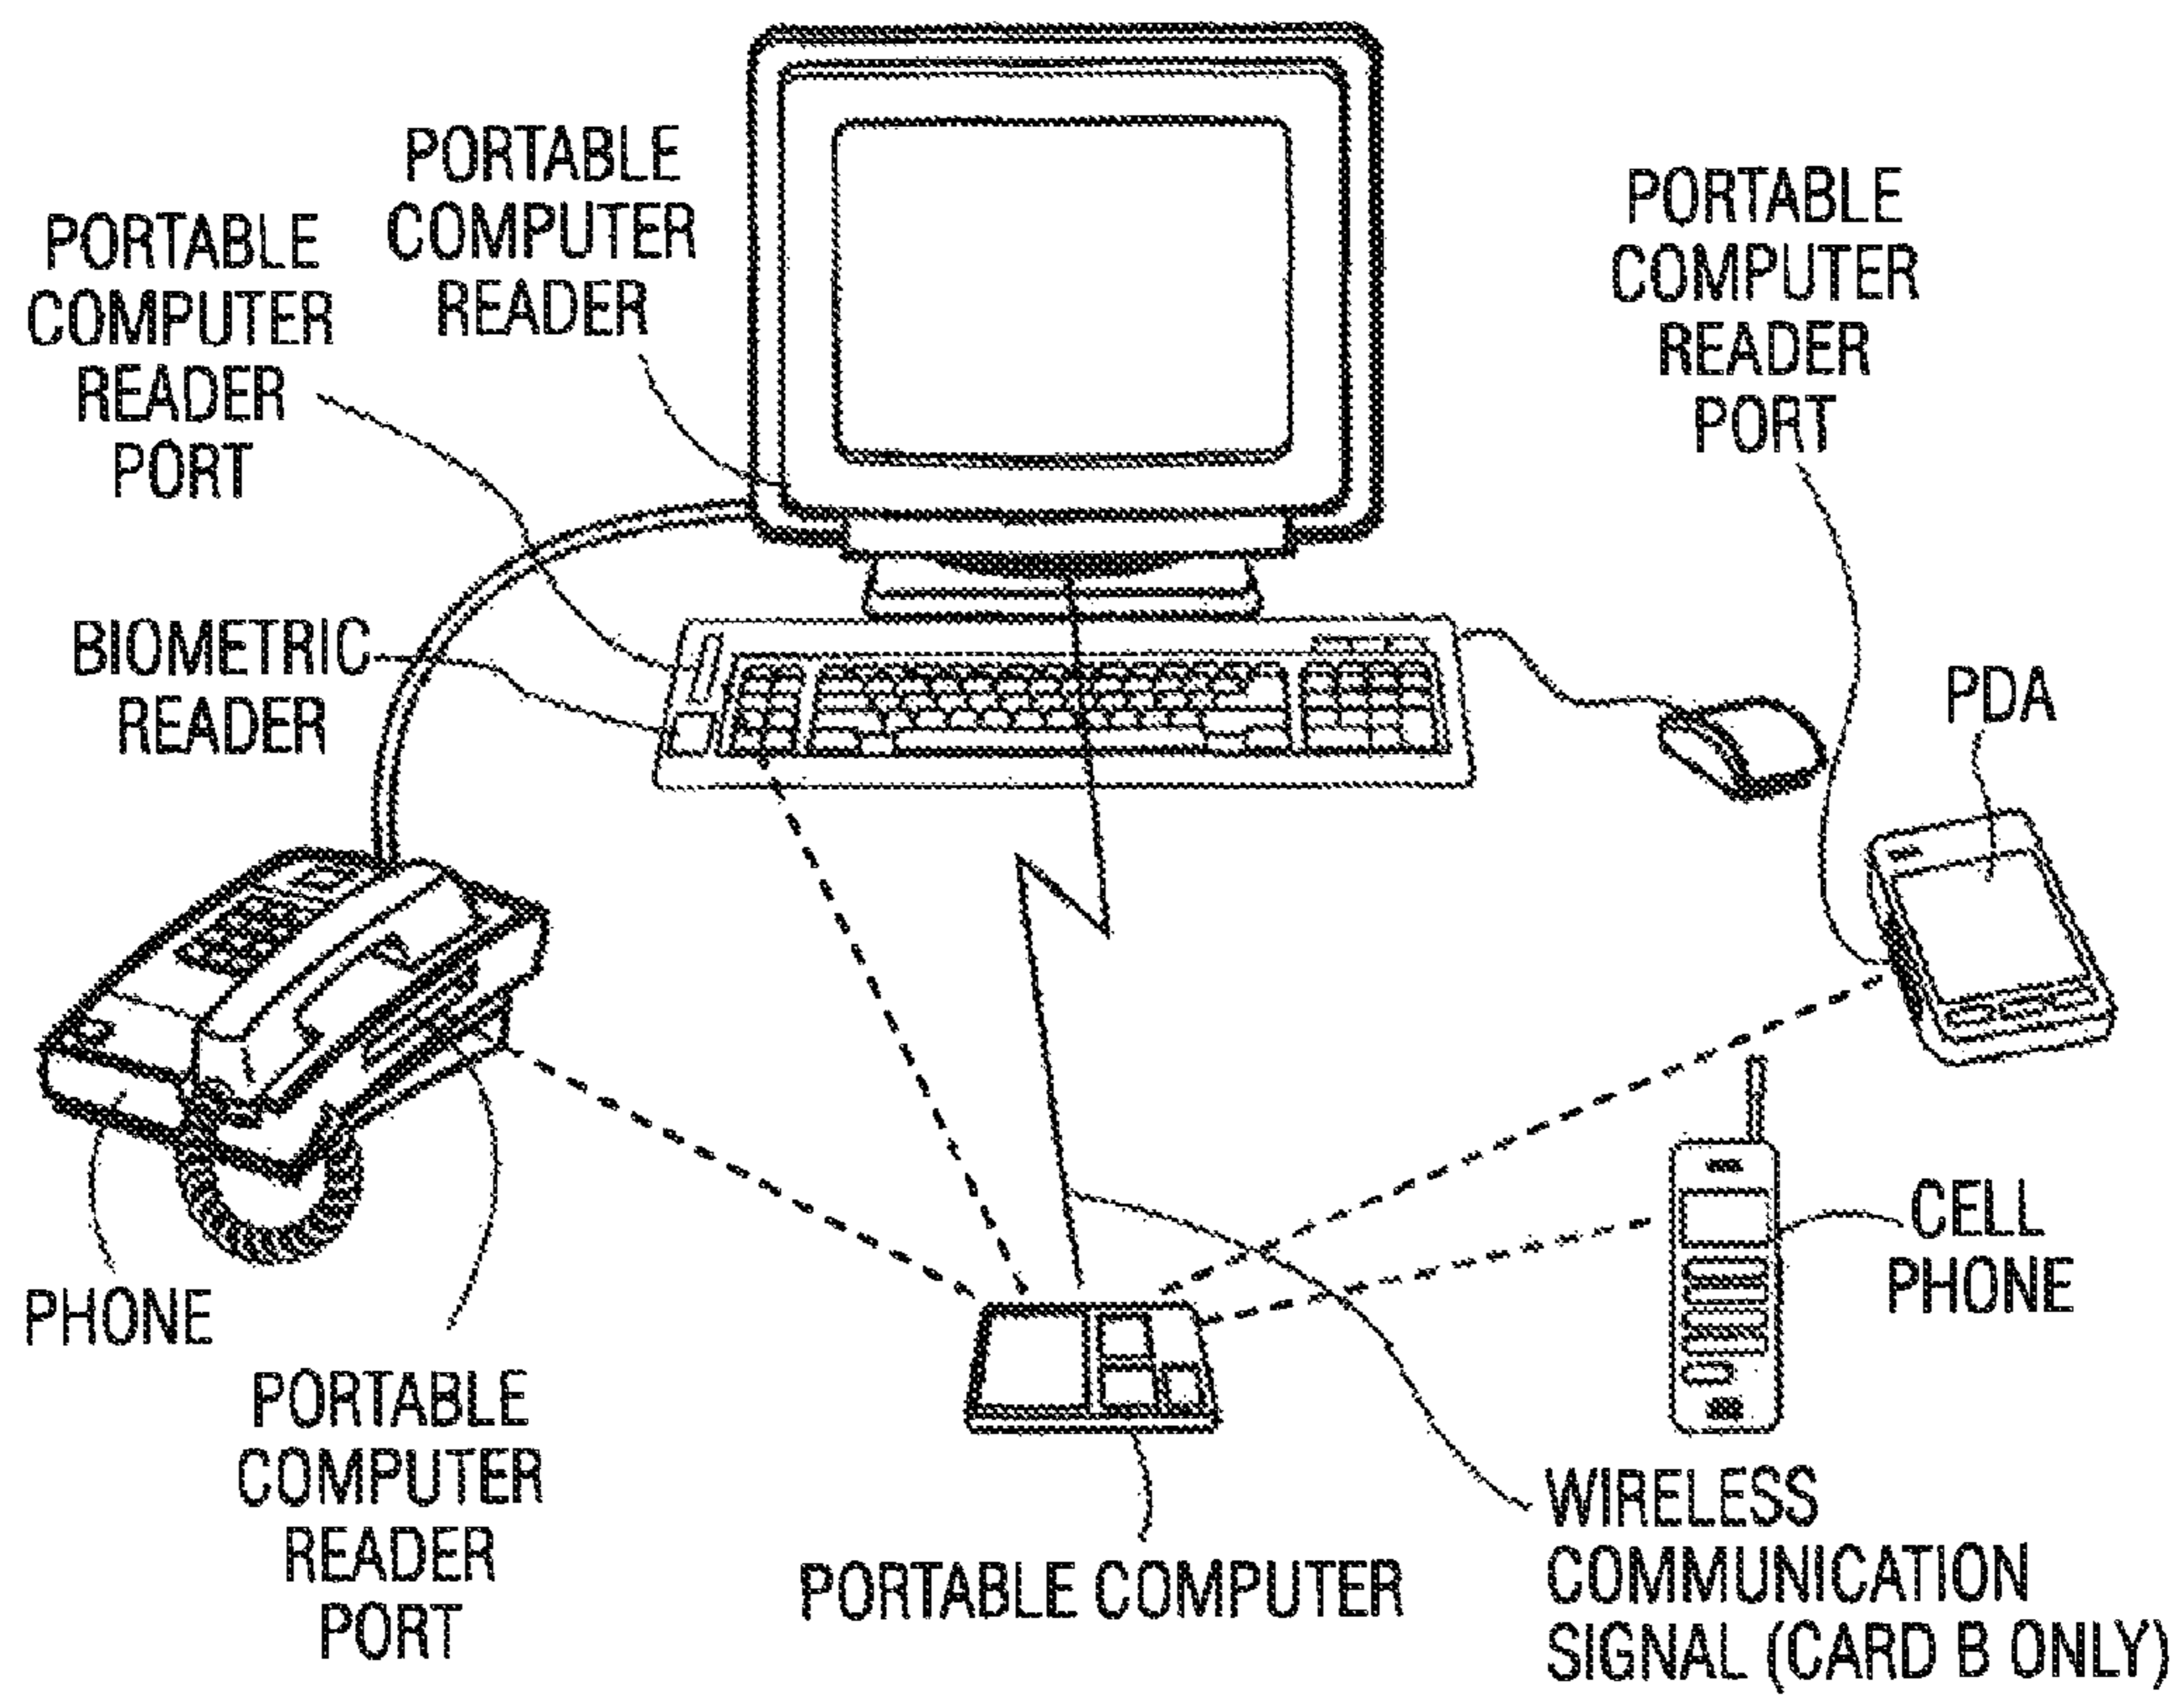 PORTABLE
COMPUTER
READER
PORT
PORTABLE
COMPUTER
READER
PORTABLE
COMPUTER
READER
PORT
BIOMETRIC
READER
PDA
CELL
PHONE
PHONE
PORTABLE
COMPUTER
READER
PORT
PORTABLE COMPUTER
WIRELESS
COMMUNICATION
SIGNAL (CARD B ONLY)